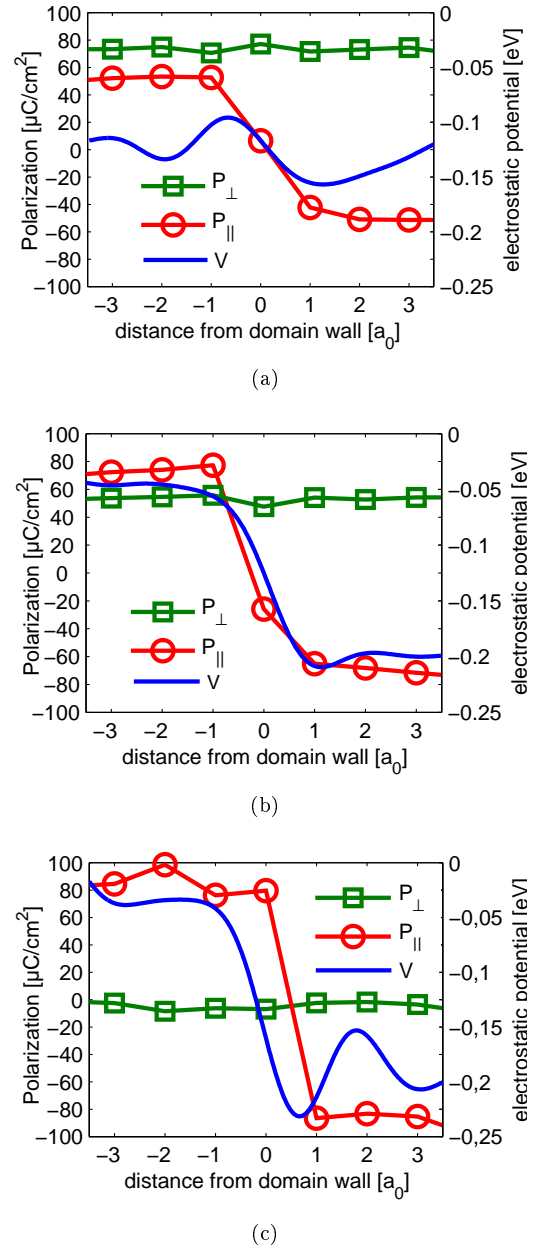 100
80
60
40
20
0
−20
−40
−60
−80
−100
Polarization [µC/cm²]
0
−0.05
−0.1
−0.15
−0.2
−0.25
electrostatic potential [eV]
P⊥
P||
V
−3 −2 −1 0 1 2 3
distance from domain wall [a₀]
(a)
100
80
60
40
20
0
−20
−40
−60
−80
−100
Polarization [µC/cm²]
0
−0.05
−0.1
−0.15
−0.2
−0.25
electrostatic potential [eV]
P⊥
P||
V
−3 −2 −1 0 1 2 3
distance from domain wall [a₀]
(b)
100
80
60
40
20
0
−20
−40
−60
−80
−100
Polarization [µC/cm²]
0
−0,05
−0,1
−0,15
−0,2
−0,25
electrostatic potential [eV]
P⊥
P||
V
−3 −2 −1 0 1 2 3
distance from domain wall [a₀]
(c)